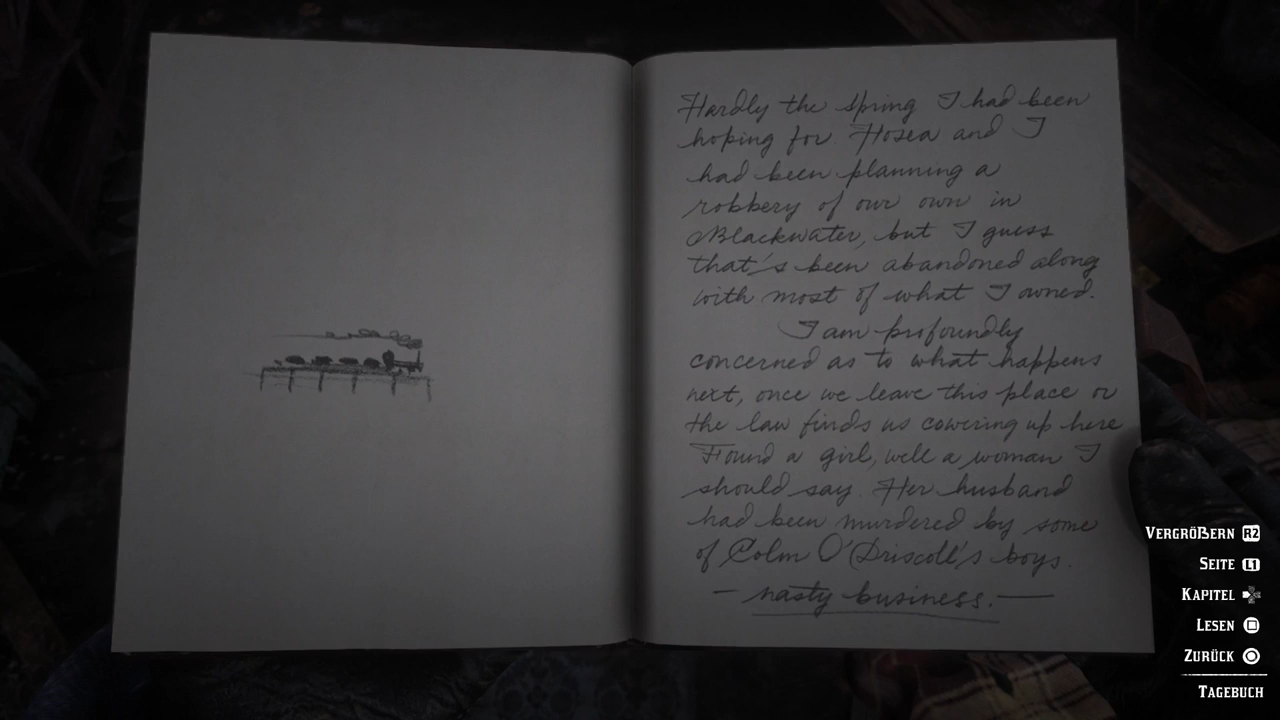 Hardly the spring I had been
hoping for. Hosea and I
had been planning a
robbery of our own in
Blackwater, but I guess
that's been abandoned along
with most of what I owned.
I am profoundly
concerned as to what happens
next, once we leave this place or
the law finds us cowering up here
Found a girl, well a woman I
should say. Her husband
had been murdered by some
of Colm O'Driscoll's boys.
— nasty business. —
VERGRÖßERN R2
SEITE L1
KAPITEL
LESEN
ZURÜCK
TAGEBUCH